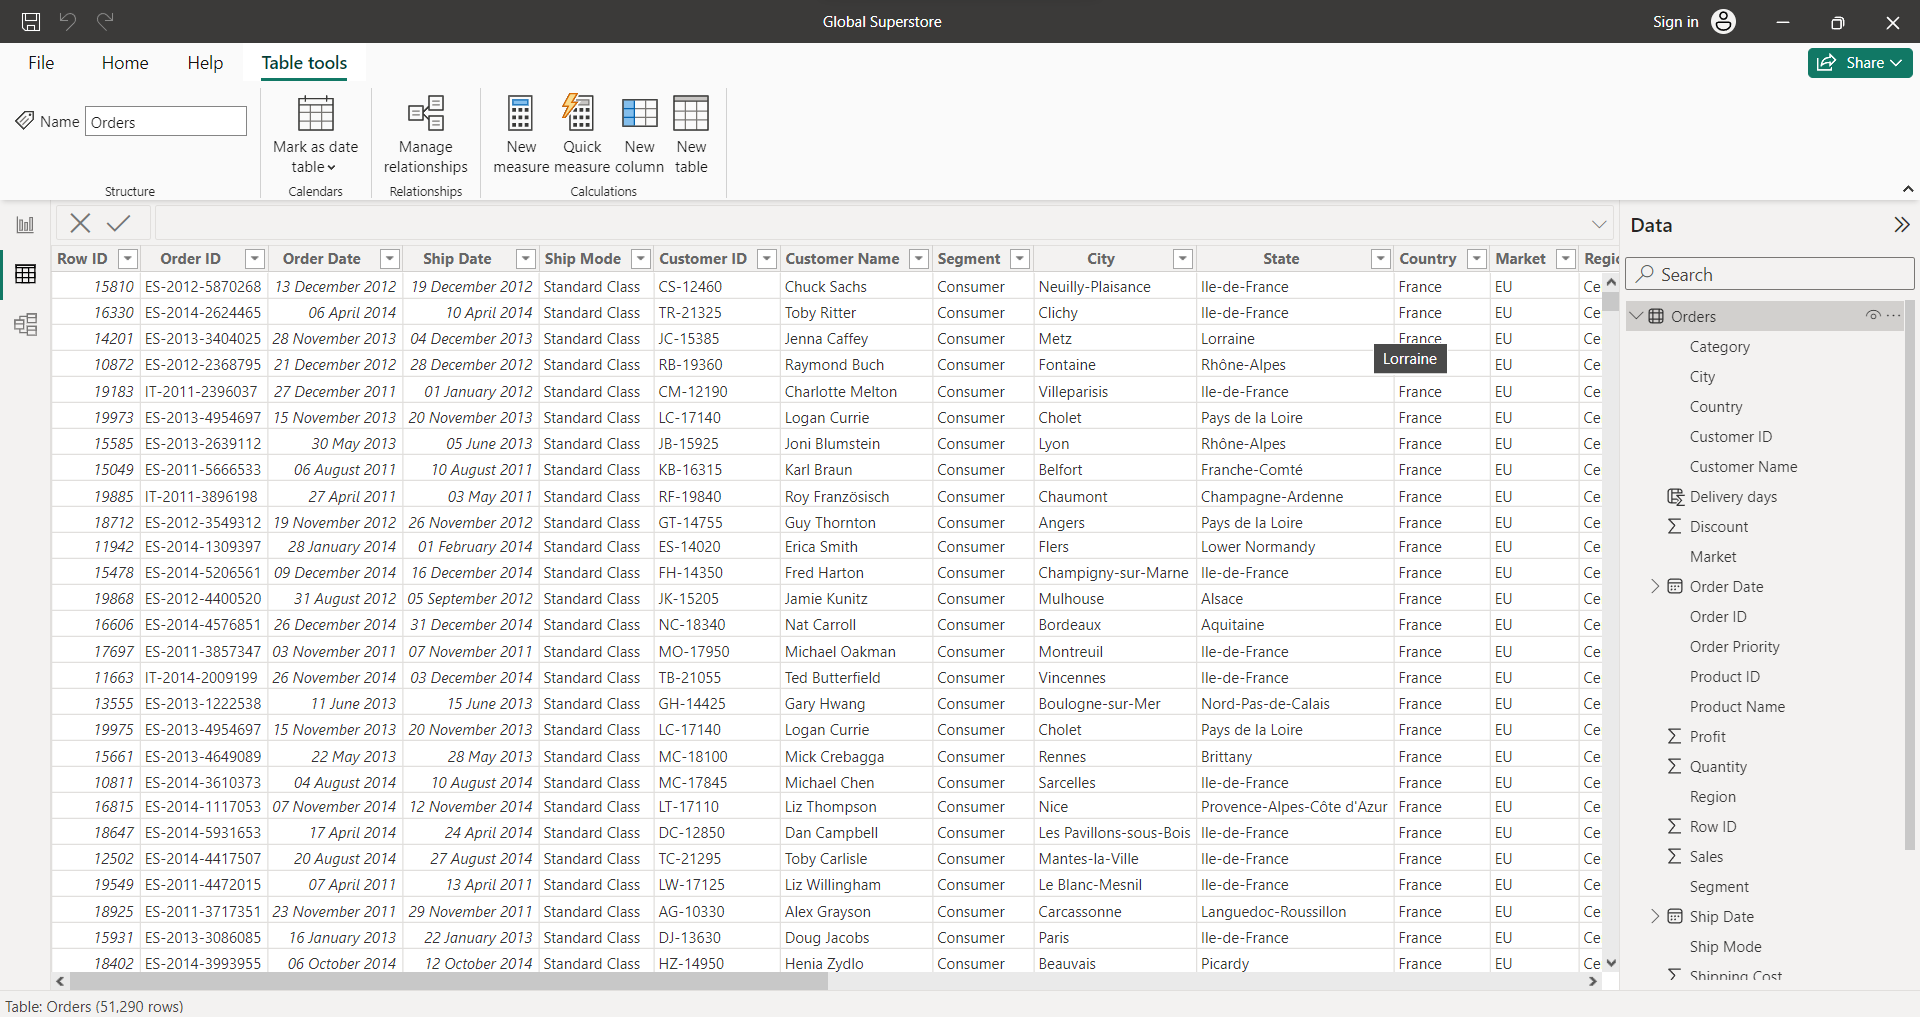 Global Superstore
Sign in
File Home Help Table tools
Share
Name Orders
Mark as date table
Manage relationships
New measure
Quick measure
New column
New table
Structure Calendars Relationships Calculations
Data
Search
Row ID Order ID Order Date Ship Date Ship Mode Customer ID Customer Name Segment City State Country Market Regic
15810 ES-2012-5870268 13 December 2012 19 December 2012 Standard Class CS-12460 Chuck Sachs Consumer Neuilly-Plaisance Ile-de-France France EU Ce
16330 ES-2014-2624465 06 April 2014 10 April 2014 Standard Class TR-21325 Toby Ritter Consumer Clichy Ile-de-France France EU Ce
14201 ES-2013-3404025 28 November 2013 04 December 2013 Standard Class JC-15385 Jenna Caffey Consumer Metz Lorraine France EU Ce
Lorraine
10872 ES-2012-2368795 21 December 2012 28 December 2012 Standard Class RB-19360 Raymond Buch Consumer Fontaine Rhône-Alpes EU Ce
19183 IT-2011-2396037 27 December 2011 01 January 2012 Standard Class CM-12190 Charlotte Melton Consumer Villeparisis Ile-de-France France EU Ce
19973 ES-2013-4954697 15 November 2013 20 November 2013 Standard Class LC-17140 Logan Currie Consumer Cholet Pays de la Loire France EU Ce
15585 ES-2013-2639112 30 May 2013 05 June 2013 Standard Class JB-15925 Joni Blumstein Consumer Lyon Rhône-Alpes France EU Ce
15049 ES-2011-5666533 06 August 2011 10 August 2011 Standard Class KB-16315 Karl Braun Consumer Belfort Franche-Comté France EU Ce
19885 IT-2011-3896198 27 April 2011 03 May 2011 Standard Class RF-19840 Roy Französisch Consumer Chaumont Champagne-Ardenne France EU Ce
18712 ES-2012-3549312 19 November 2012 26 November 2012 Standard Class GT-14755 Guy Thornton Consumer Angers Pays de la Loire France EU Ce
11942 ES-2014-1309397 28 January 2014 01 February 2014 Standard Class ES-14020 Erica Smith Consumer Flers Lower Normandy France EU Ce
15478 ES-2014-5206561 09 December 2014 16 December 2014 Standard Class FH-14350 Fred Harton Consumer Champigny-sur-Marne Ile-de-France France EU Ce
19868 ES-2012-4400520 31 August 2012 05 September 2012 Standard Class JK-15205 Jamie Kunitz Consumer Mulhouse Alsace France EU Ce
16606 ES-2014-4576851 26 December 2014 31 December 2014 Standard Class NC-18340 Nat Carroll Consumer Bordeaux Aquitaine France EU Ce
17697 ES-2011-3857347 03 November 2011 07 November 2011 Standard Class MO-17950 Michael Oakman Consumer Montreuil Ile-de-France France EU Ce
11663 IT-2014-2009199 26 November 2014 03 December 2014 Standard Class TB-21055 Ted Butterfield Consumer Vincennes Ile-de-France France EU Ce
13555 ES-2013-1222538 11 June 2013 15 June 2013 Standard Class GH-14425 Gary Hwang Consumer Boulogne-sur-Mer Nord-Pas-de-Calais France EU Ce
19975 ES-2013-4954697 15 November 2013 20 November 2013 Standard Class LC-17140 Logan Currie Consumer Cholet Pays de la Loire France EU Ce
15661 ES-2013-4649089 22 May 2013 28 May 2013 Standard Class MC-18100 Mick Crebagga Consumer Rennes Brittany France EU Ce
10811 ES-2014-3610373 04 August 2014 10 August 2014 Standard Class MC-17845 Michael Chen Consumer Sarcelles Ile-de-France France EU Ce
16815 ES-2014-1117053 07 November 2014 12 November 2014 Standard Class LT-17110 Liz Thompson Consumer Nice Provence-Alpes-Côte d'Azur France EU Ce
18647 ES-2014-5931653 17 April 2014 24 April 2014 Standard Class DC-12850 Dan Campbell Consumer Les Pavillons-sous-Bois Ile-de-France France EU Ce
12502 ES-2014-4417507 20 August 2014 27 August 2014 Standard Class TC-21295 Toby Carlisle Consumer Mantes-la-Ville Ile-de-France France EU Ce
19549 ES-2011-4472015 07 April 2011 13 April 2011 Standard Class LW-17125 Liz Willingham Consumer Le Blanc-Mesnil Ile-de-France France EU Ce
18925 ES-2011-3717351 23 November 2011 29 November 2011 Standard Class AG-10330 Alex Grayson Consumer Carcassonne Languedoc-Roussillon France EU Ce
15931 ES-2013-3086085 16 January 2013 22 January 2013 Standard Class DJ-13630 Doug Jacobs Consumer Paris Ile-de-France France EU Ce
18402 ES-2014-3993955 06 October 2014 12 October 2014 Standard Class HZ-14950 Henia Zydlo Consumer Beauvais Picardy France EU Ce
Orders
Category
City
Country
Customer ID
Customer Name
Delivery days
Discount
Market
Order Date
Order ID
Order Priority
Product ID
Product Name
Profit
Quantity
Region
Row ID
Sales
Segment
Ship Date
Ship Mode
Shipping Cost
Table: Orders (51,290 rows)